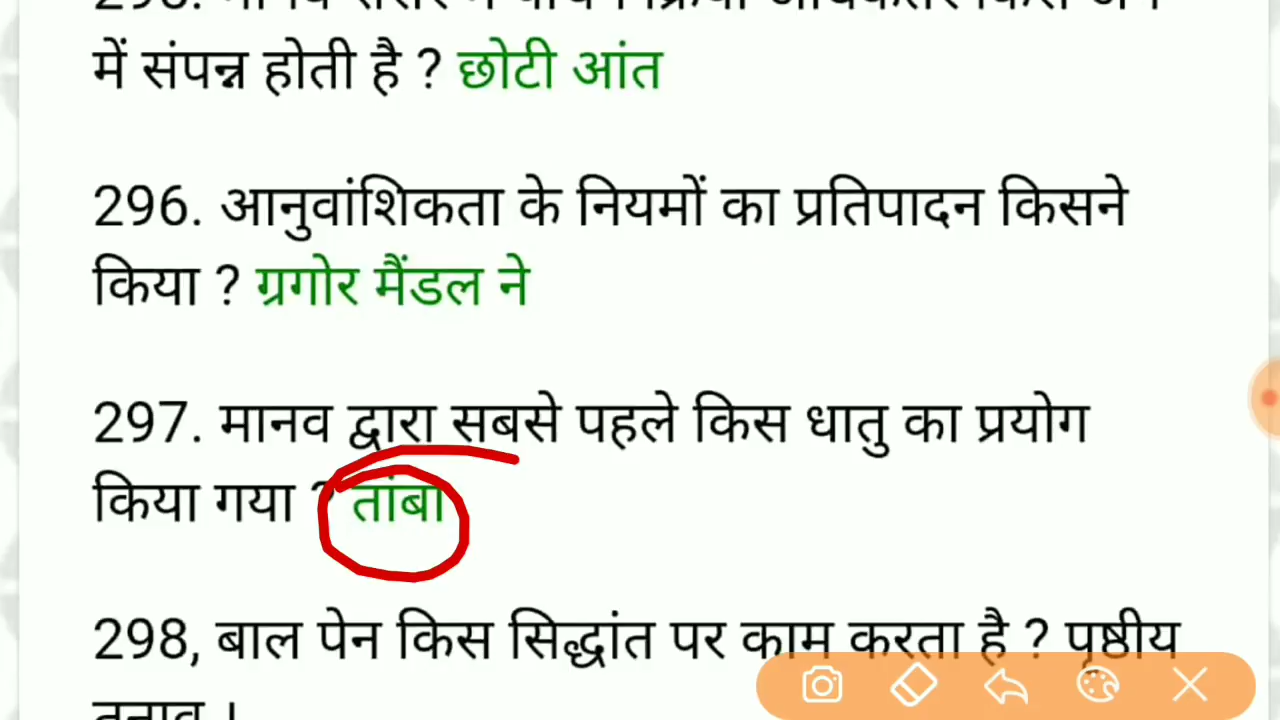 में संपन्न होती है ? छोटी आंत
296. आनुवांशिकता के नियमों का प्रतिपादन किसने
किया ? ग्रगोर मैंडल ने
297. मानव द्वारा सबसे पहले किस धातु का प्रयोग
किया गया ? तांबा
298, बाल पेन किस सिद्धांत पर काम करता है ? पृष्ठीय
तनाव ।